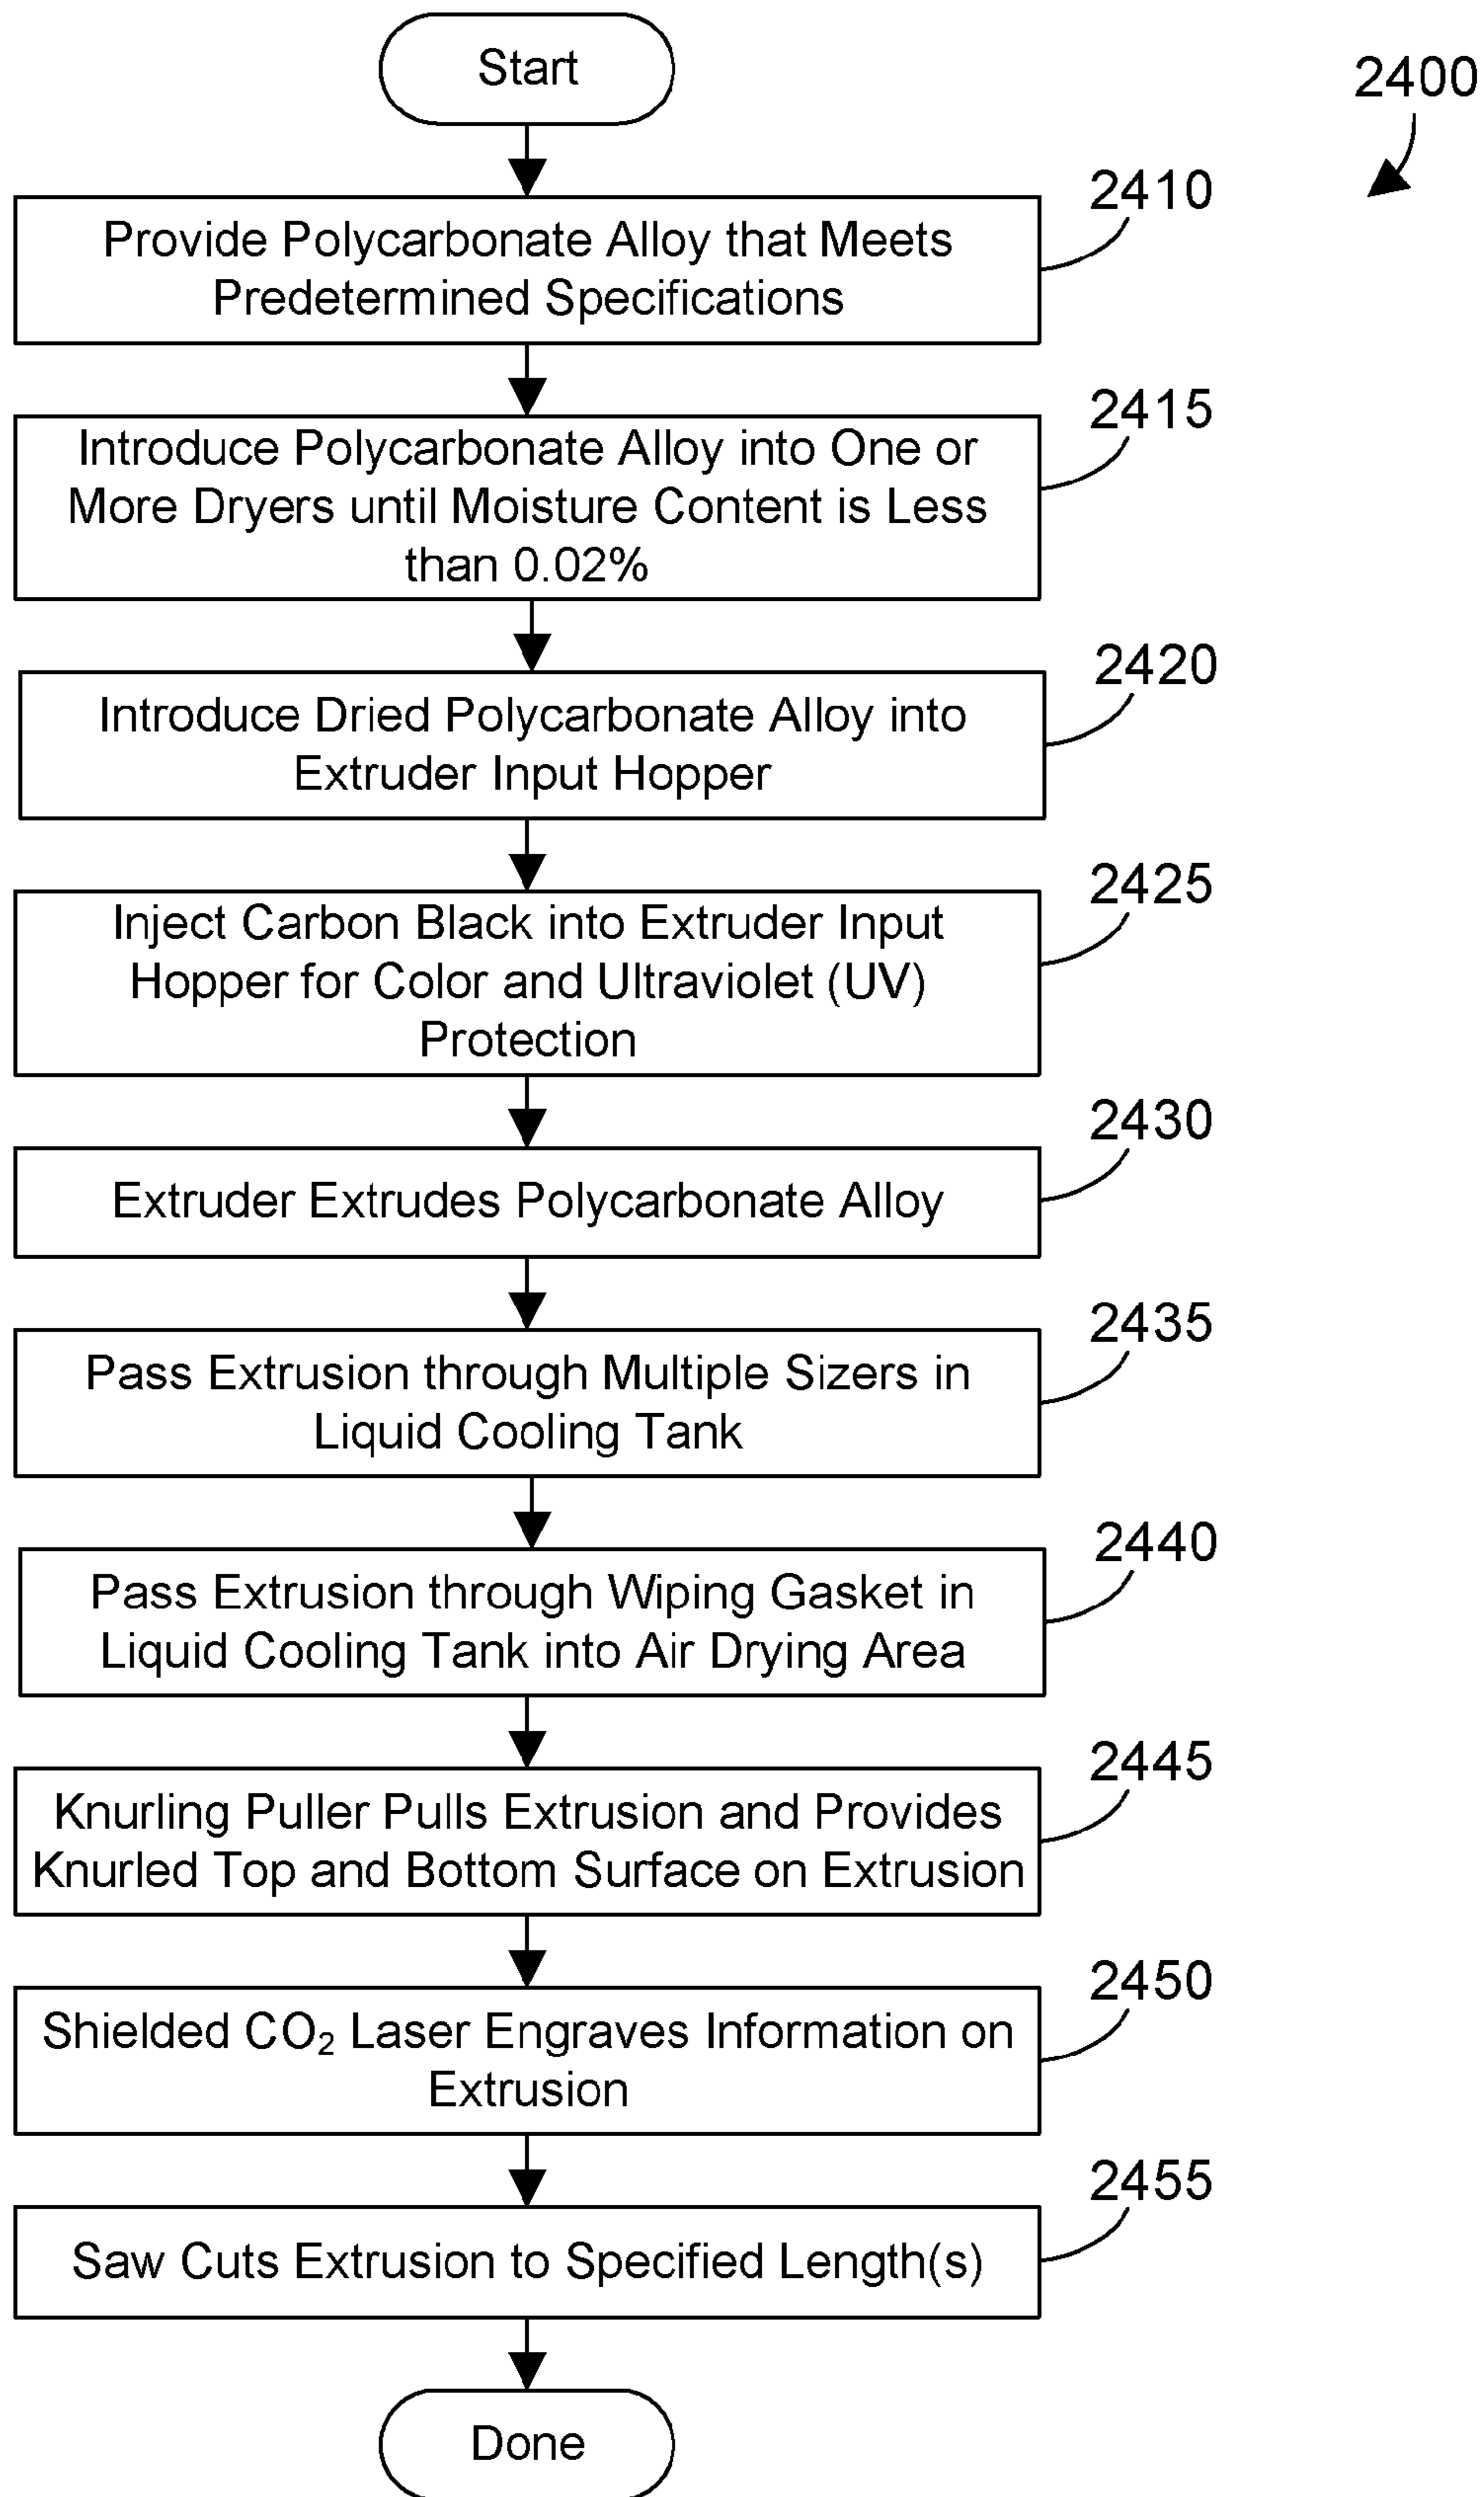 Start
2400
2410
Provide Polycarbonate Alloy that Meets
Predetermined Specifications
2415
Introduce Polycarbonate Alloy into One or
More Dryers until Moisture Content is Less
than 0.02%
2420
Introduce Dried Polycarbonate Alloy into
Extruder Input Hopper
2425
Inject Carbon Black into Extruder Input
Hopper for Color and Ultraviolet (UV)
Protection
2430
Extruder Extrudes Polycarbonate Alloy
2435
Pass Extrusion through Multiple Sizers in
Liquid Cooling Tank
2440
Pass Extrusion through Wiping Gasket in
Liquid Cooling Tank into Air Drying Area
2445
Knurling Puller Pulls Extrusion and Provides
Knurled Top and Bottom Surface on Extrusion
2450
Shielded CO₂ Laser Engraves Information on
Extrusion
2455
Saw Cuts Extrusion to Specified Length(s)
Done